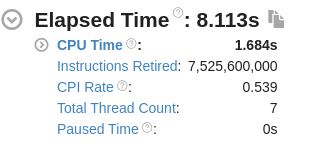 Elapsed Time ?: 8.113s
CPU Time ?: 1.684s
Instructions Retired: 7,525,600,000
CPI Rate ?: 0.539
Total Thread Count: 7
Paused Time ?: 0s